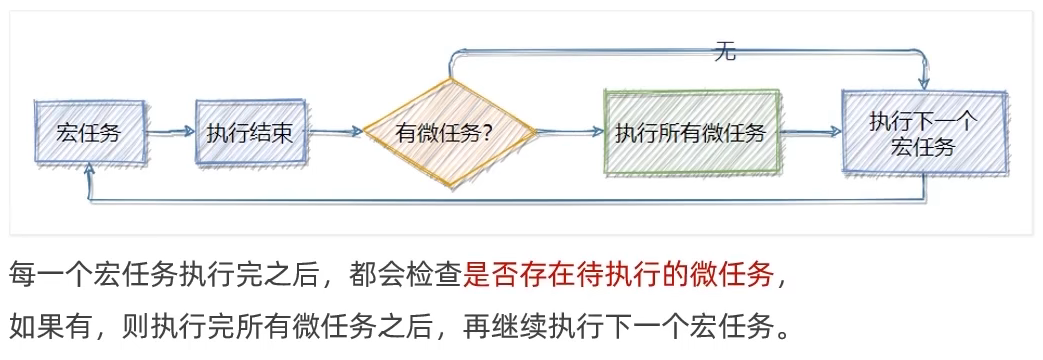 无
宏任务
执行结束
有微任务?
执行所有微任务
执行下一个
宏任务
每一个宏任务执行完之后，都会检查是否存在待执行的微任务，
如果有，则执行完所有微任务之后，再继续执行下一个宏任务。